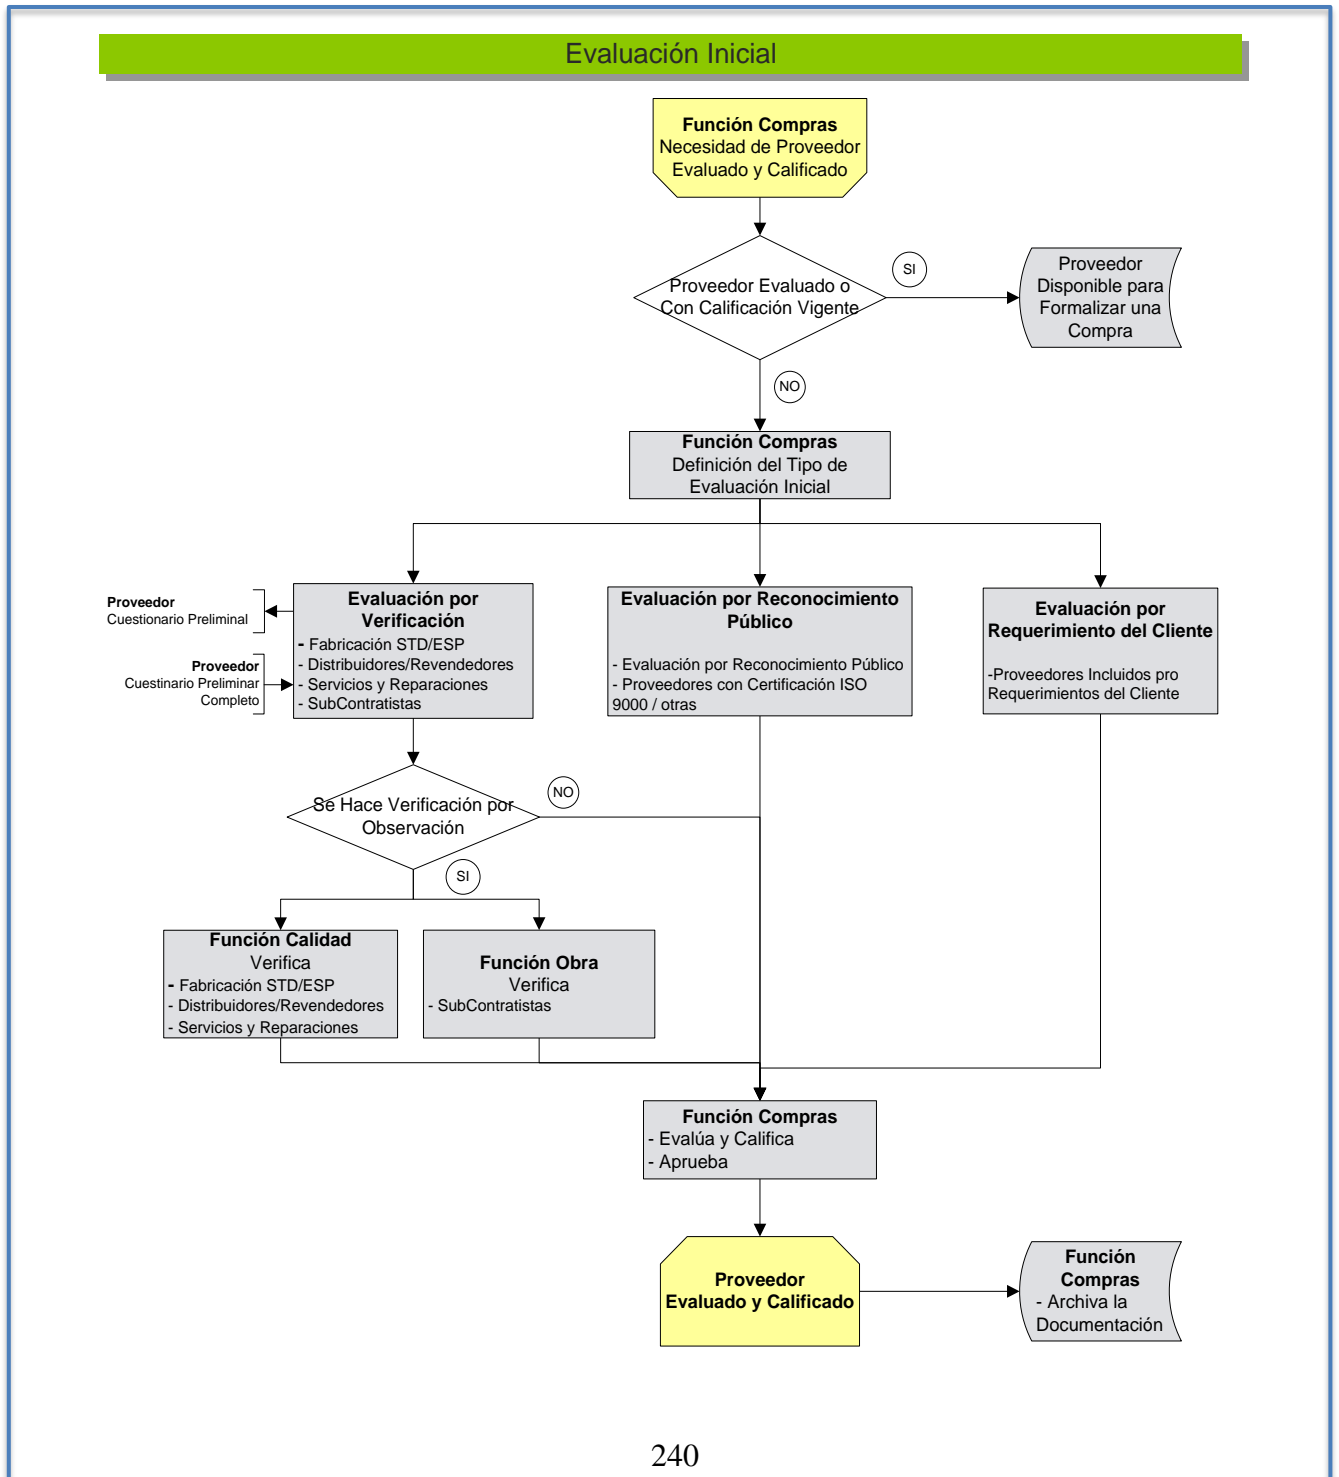 Evaluación Inicial
Función Compras
Necesidad de Proveedor
Evaluado y Calificado
Proveedor Evaluado o
Con Calificación Vigente
SI
Proveedor
Disponible para
Formalizar una
Compra
NO
Función Compras
Definición del Tipo de
Evaluación Inicial
Proveedor
Cuestionario Preliminal
Proveedor
Cuestinario Preliminar
Completo
Evaluación por
Verificación
- Fabricación STD/ESP
- Distribuidores/Revendedores
- Servicios y Reparaciones
- SubContratistas
Evaluación por Reconocimiento
Público
- Evaluación por Reconocimiento Público
- Proveedores con Certificación ISO
9000 / otras
Evaluación por
Requerimiento del Cliente
-Proveedores Incluidos pro
Requerimientos del Cliente
Se Hace Verificación por
Observación
NO
SI
Función Calidad
Verifica
- Fabricación STD/ESP
- Distribuidores/Revendedores
- Servicios y Reparaciones
Función Obra
Verifica
- SubContratistas
Función Compras
- Evalúa y Califica
- Aprueba
Proveedor
Evaluado y Calificado
Función
Compras
- Archiva la
Documentación
240